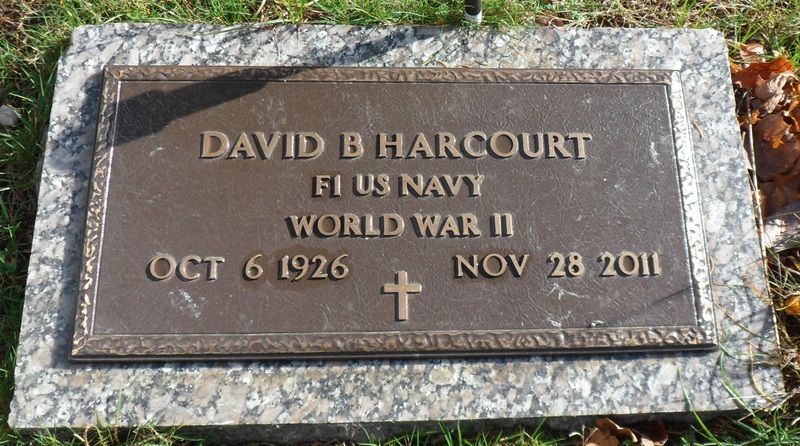 DAVID B HARCOURT
F1 US NAVY
WORLD WAR II
OCT 6 1926 NOV 28 2011